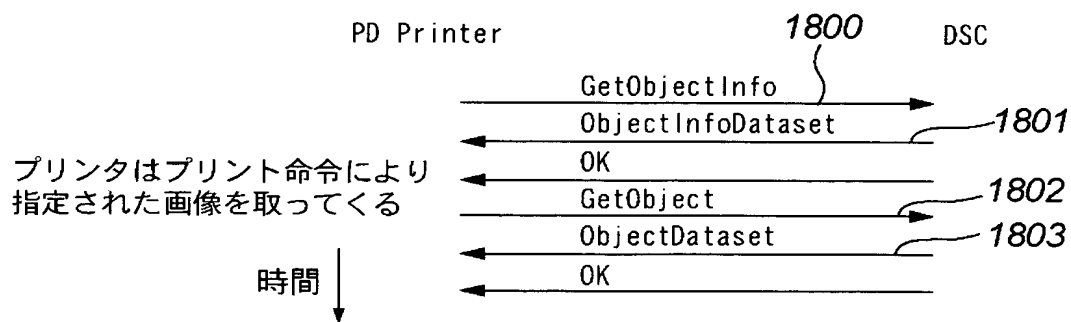 PD Printer 1800 DSC
GetObjectInfo
ObjectInfoDataset 1801
OK
プリンタはプリント命令により
指定された画像を取ってくる
GetObject 1802
ObjectDataset 1803
OK
時間